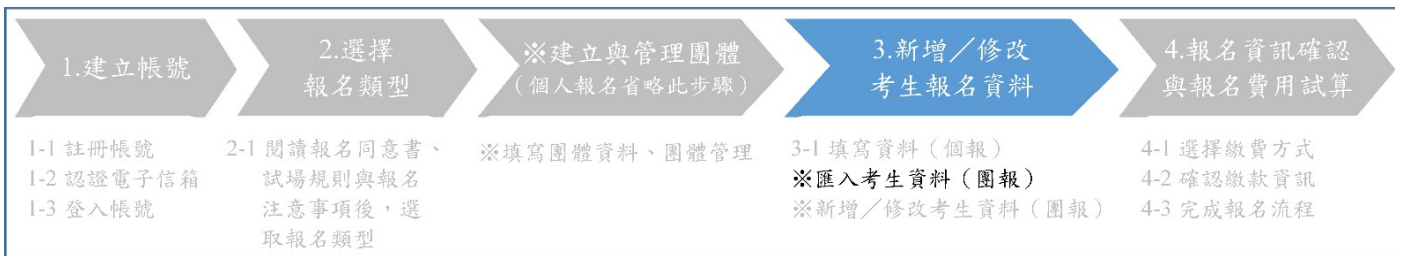 1.建立帳號
2.選擇
報名類型
※建立與管理團體
（個人報名省略此步驟）
3.新增／修改
考生報名資料
4.報名資訊確認
與報名費用試算
1-1 註冊帳號
1-2 認證電子信箱
1-3 登入帳號
2-1 閱讀報名同意書、
試場規則與報名
注意事項後，選
取報名類型
※填寫團體資料、團體管理
3-1 填寫資料（個報）
※匯入考生資料（團報）
※新增／修改考生資料（團報）
4-1 選擇繳費方式
4-2 確認繳款資訊
4-3 完成報名流程